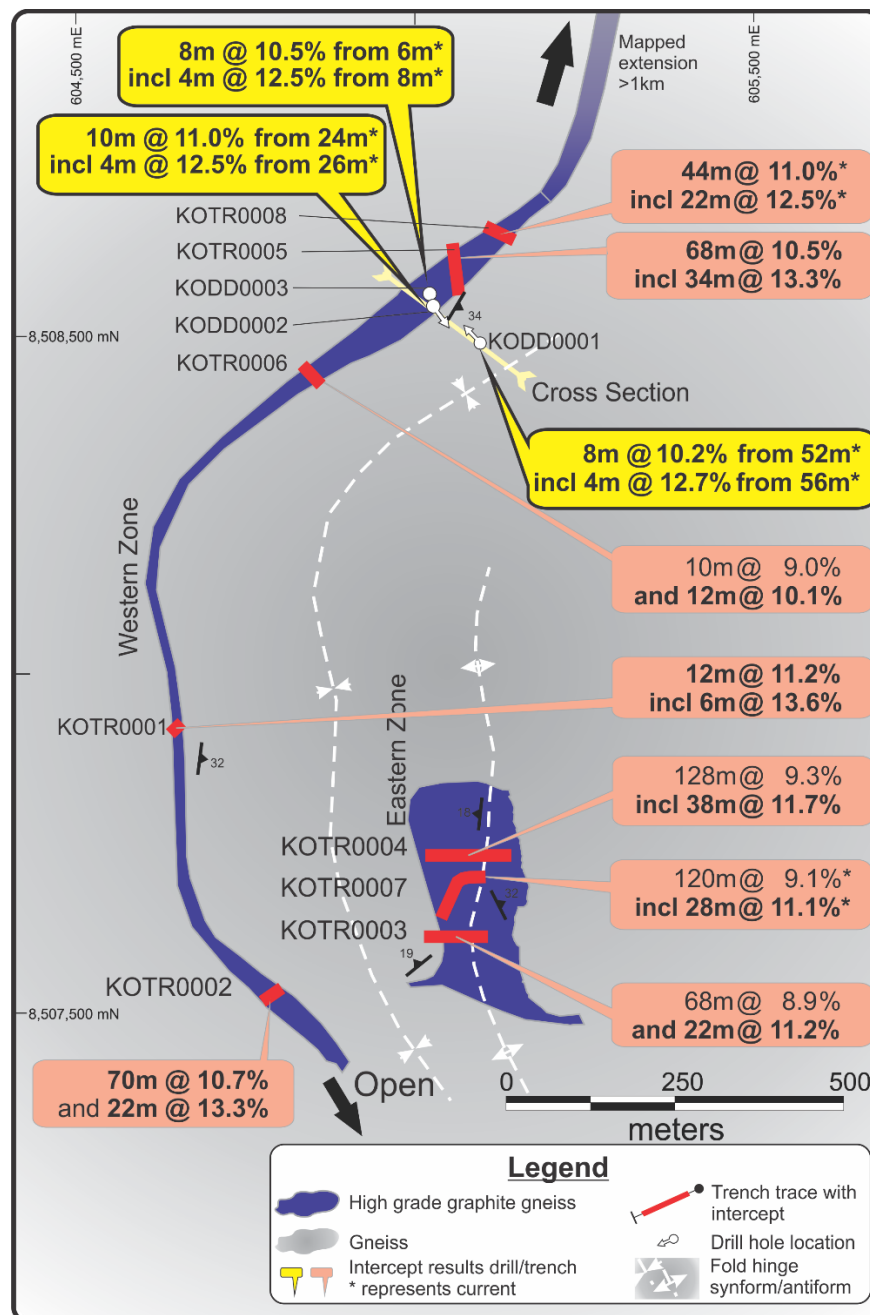 604,500 mE
605,500 mE
8m @ 10.5% from 6m*
incl 4m @ 12.5% from 8m*
Mapped
extension
>1km
10m @ 11.0% from 24m*
incl 4m @ 12.5% from 26m*
44m@ 11.0%*
incl 22m@ 12.5%*
KOTR0008
KOTR0005
68m@ 10.5%
incl 34m@ 13.3%
KODD0003
KODD0002
34
8,508,500 mN
KODD0001
KOTR0006
Cross Section
8m @ 10.2% from 52m*
incl 4m @ 12.7% from 56m*
Western Zone
10m@ 9.0%
and 12m@ 10.1%
12m@ 11.2%
incl 6m@ 13.6%
KOTR0001
32
Eastern Zone
128m@ 9.3%
incl 38m@ 11.7%
18
KOTR0004
KOTR0007
120m@ 9.1%*
incl 28m@ 11.1%*
32
KOTR0003
19
KOTR0002
8,507,500 mN
68m@ 8.9%
and 22m@ 11.2%
70m @ 10.7%
and 22m@ 13.3%
Open
0 250 500
meters
Legend
High grade graphite gneiss
Trench trace with
intercept
Gneiss
Drill hole location
Intercept results drill/trench
* represents current
Fold hinge
synform/antiform